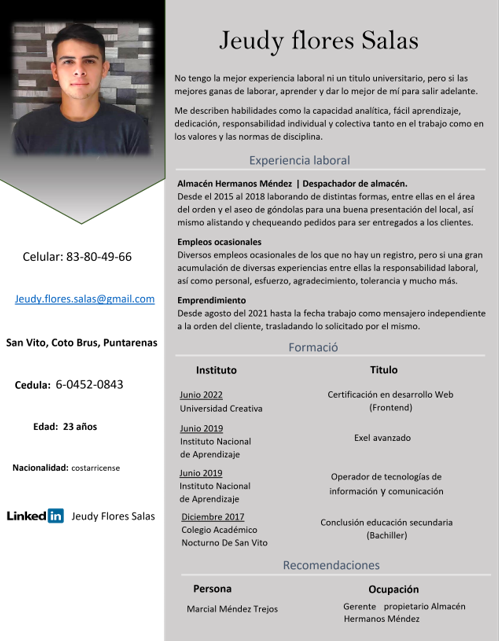 Jeudy flores Salas
No tengo la mejor experiencia laboral ni un titulo universitario, pero si las
mejores ganas de laborar, aprender y dar lo mejor de mí para salir adelante.
Me describen habilidades como la capacidad analítica, fácil aprendizaje,
dedicación, responsabilidad individual y colectiva tanto en el trabajo como en
los valores y las normas de disciplina.
Experiencia laboral
Almacén Hermanos Méndez | Despachador de almacén.
Desde el 2015 al 2018 laborando de distintas formas, entre ellas en el área
del orden y el aseo de góndolas para una buena presentación del local, así
mismo alistando y chequeando pedidos para ser entregados a los clientes.
Empleos ocasionales
Diversos empleos ocasionales de los que no hay un registro, pero si una gran
acumulación de diversas experiencias entre ellas la responsabilidad laboral,
así como personal, esfuerzo, agradecimiento, tolerancia y mucho más.
Emprendimiento
Desde agosto del 2021 hasta la fecha trabajo como mensajero independiente
a la orden del cliente, trasladando lo solicitado por el mismo.
Celular: 83-80-49-66
Jeudy.flores.salas@gmail.com
San Vito, Coto Brus, Puntarenas
Cedula: 6-0452-0843
Edad: 23 años
Nacionalidad: costarricense
Linked in Jeudy Flores Salas
Formació
Instituto Titulo
Junio 2022
Universidad Creativa
Certificación en desarrollo Web
(Frontend)
Junio 2019
Instituto Nacional
de Aprendizaje
Exel avanzado
Junio 2019
Instituto Nacional
de Aprendizaje
Operador de tecnologías de
información y comunicación
Diciembre 2017
Colegio Académico
Nocturno De San Vito
Conclusión educación secundaria
(Bachiller)
Recomendaciones
Persona Ocupación
Marcial Méndez Trejos
Gerente propietario Almacén
Hermanos Méndez